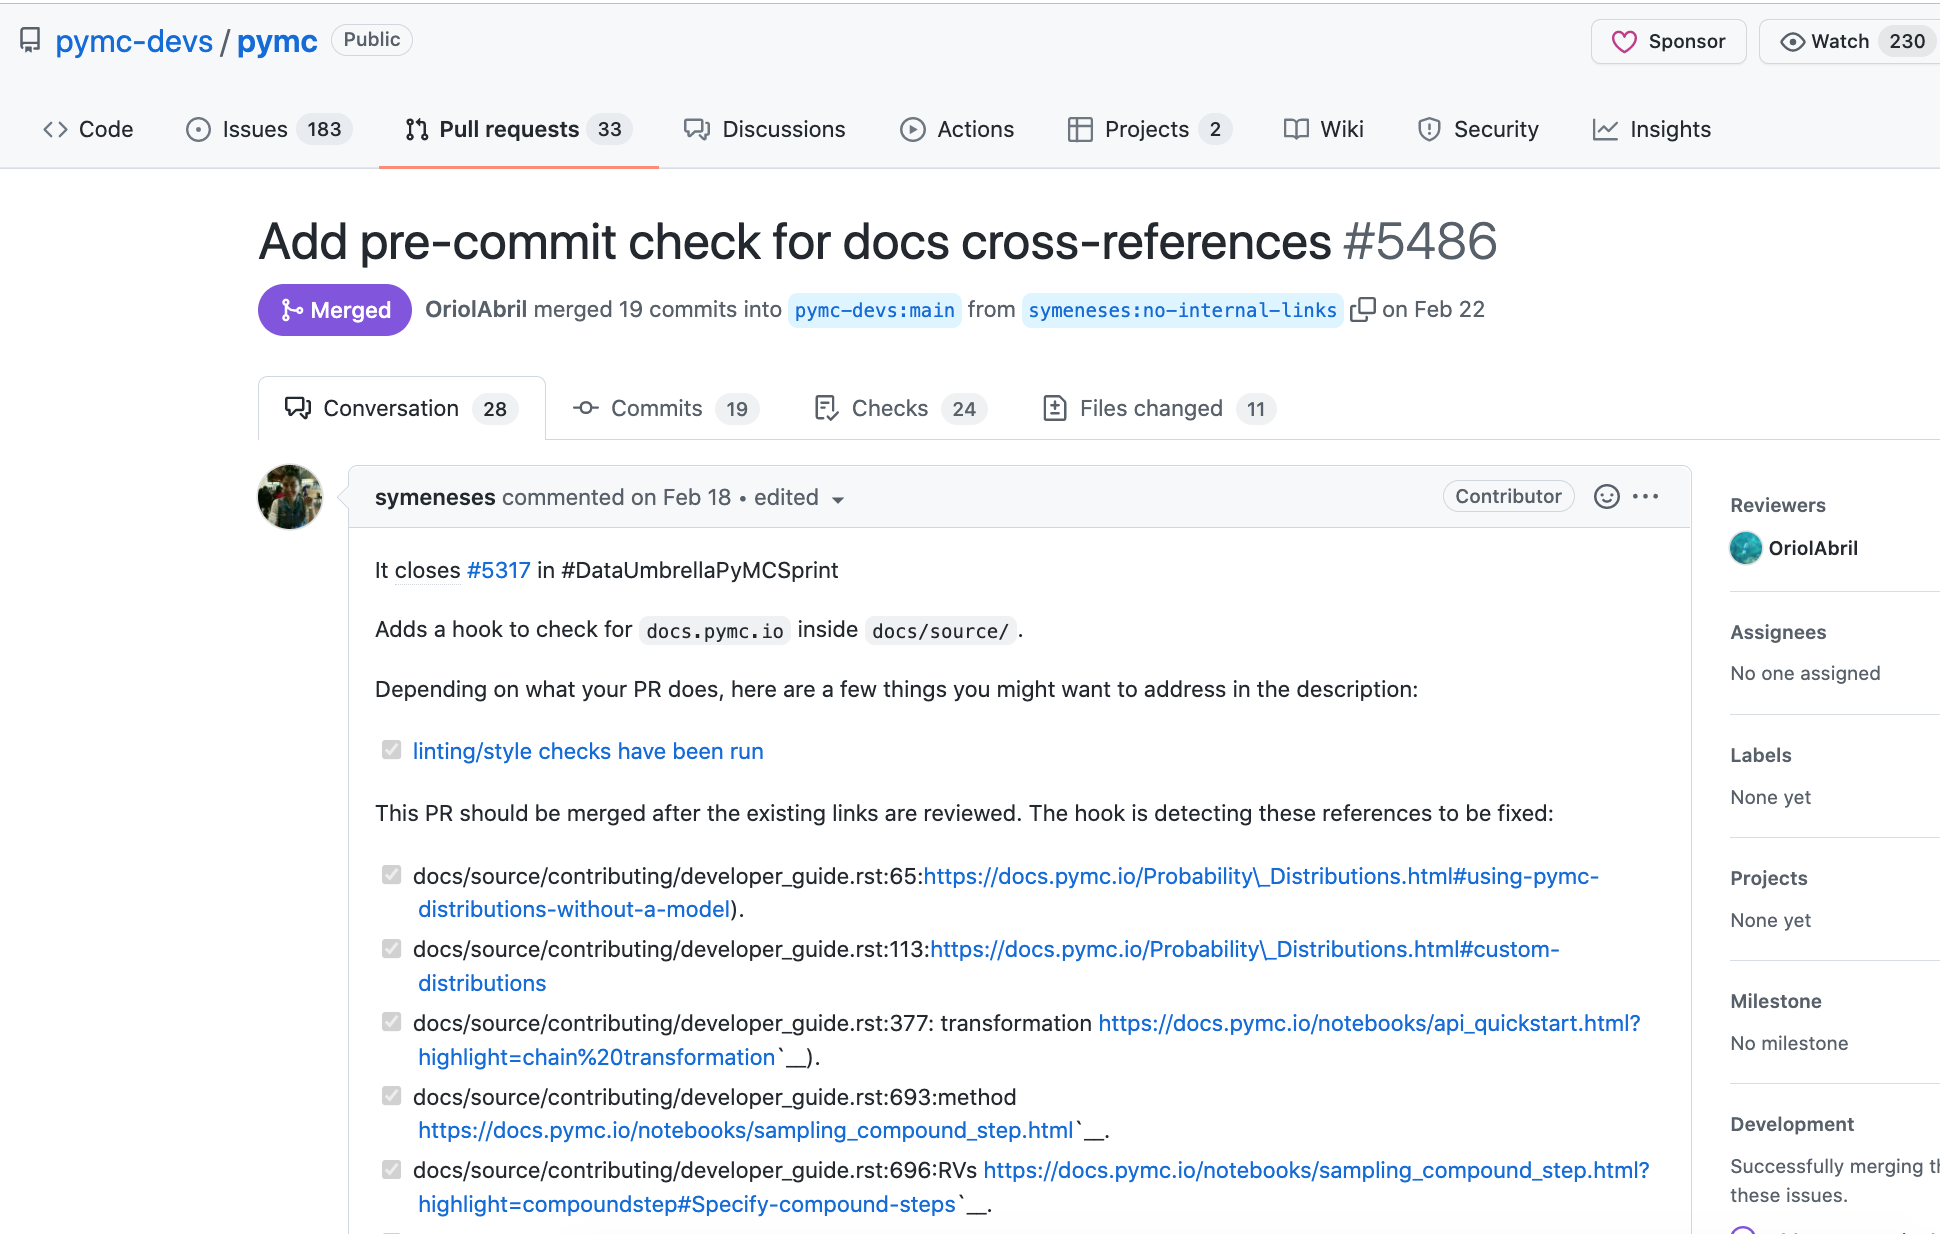 pymc-devs / pymc Public
Sponsor Watch 230
Code Issues 183 Pull requests 33 Discussions Actions Projects 2 Wiki Security Insights
Add pre-commit check for docs cross-references #5486
Merged OriolAbril merged 19 commits into pymc-devs:main from symeneses:no-internal-links on Feb 22
Conversation 28 Commits 19 Checks 24 Files changed 11
symeneses commented on Feb 18 • edited Contributor
It closes #5317 in #DataUmbrellaPyMCSprint
Adds a hook to check for docs.pymc.io inside docs/source/.
Depending on what your PR does, here are a few things you might want to address in the description:
linting/style checks have been run
This PR should be merged after the existing links are reviewed. The hook is detecting these references to be fixed:
docs/source/contributing/developer_guide.rst:65:https://docs.pymc.io/Probability\_Distributions.html#using-pymc-
distributions-without-a-model).
docs/source/contributing/developer_guide.rst:113:https://docs.pymc.io/Probability\_Distributions.html#custom-
distributions
docs/source/contributing/developer_guide.rst:377: transformation https://docs.pymc.io/notebooks/api_quickstart.html?
highlight=chain%20transformation`__).
docs/source/contributing/developer_guide.rst:693:method
https://docs.pymc.io/notebooks/sampling_compound_step.html`__.
docs/source/contributing/developer_guide.rst:696:RVs https://docs.pymc.io/notebooks/sampling_compound_step.html?
highlight=compoundstep#Specify-compound-steps`__.
Reviewers
OriolAbril
Assignees
No one assigned
Labels
None yet
Projects
None yet
Milestone
No milestone
Development
Successfully merging
these issues.